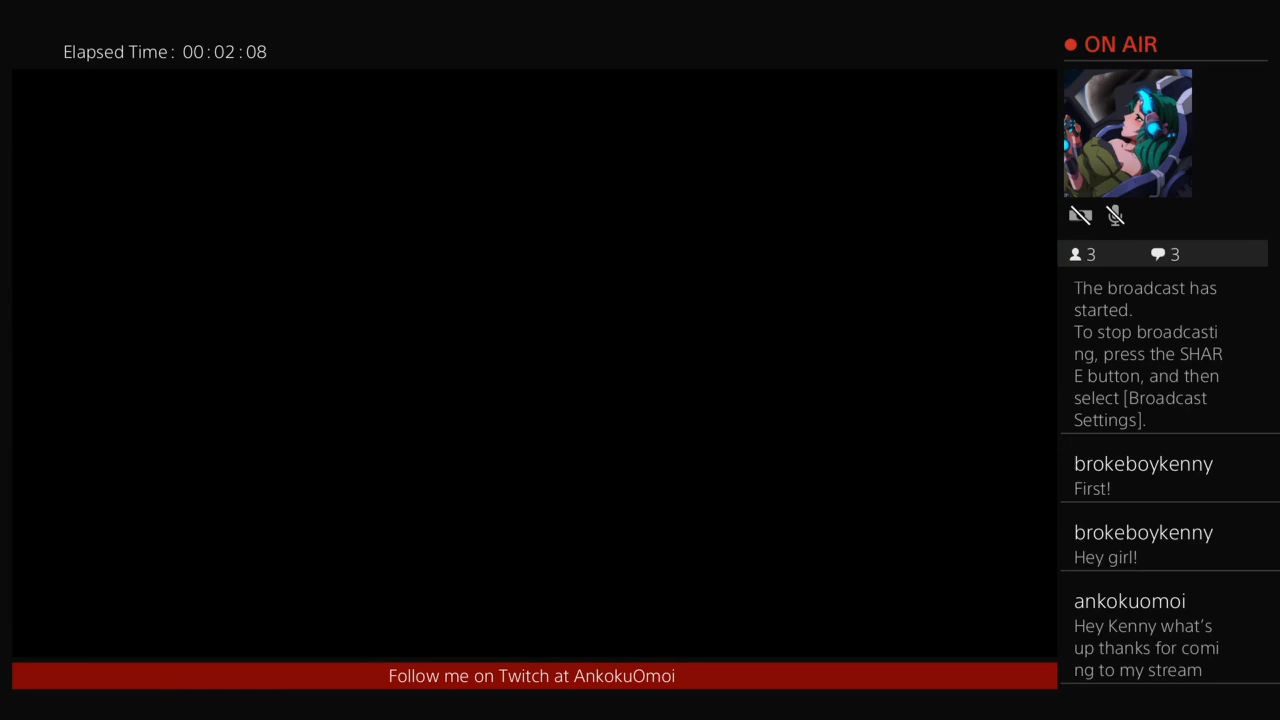 Elapsed Time: 00:02:08
ON AIR
3 3
The broadcast has
started.
To stop broadcasti
ng, press the SHAR
E button, and then
select [Broadcast
Settings].
brokeboykenny
First!
brokeboykenny
Hey girl!
ankokuomoi
Hey Kenny what's
up thanks for comi
ng to my stream
Follow me on Twitch at AnkokuOmoi